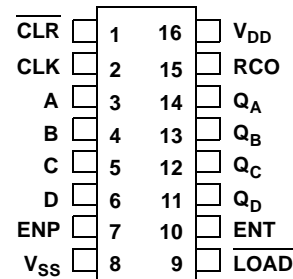 CLR 1 16 VDD
CLK 2 15 RCO
A 3 14 QA
B 4 13 QB
C 5 12 QC
D 6 11 QD
ENP 7 10 ENT
VSS 8 9 LOAD